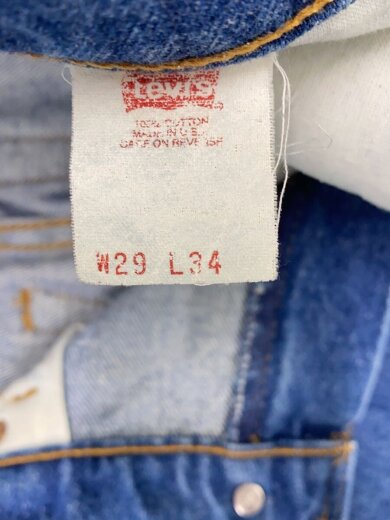 Levi's
100% COTTON
MADE IN U.S.
CARE ON REVERSE
W29 L34